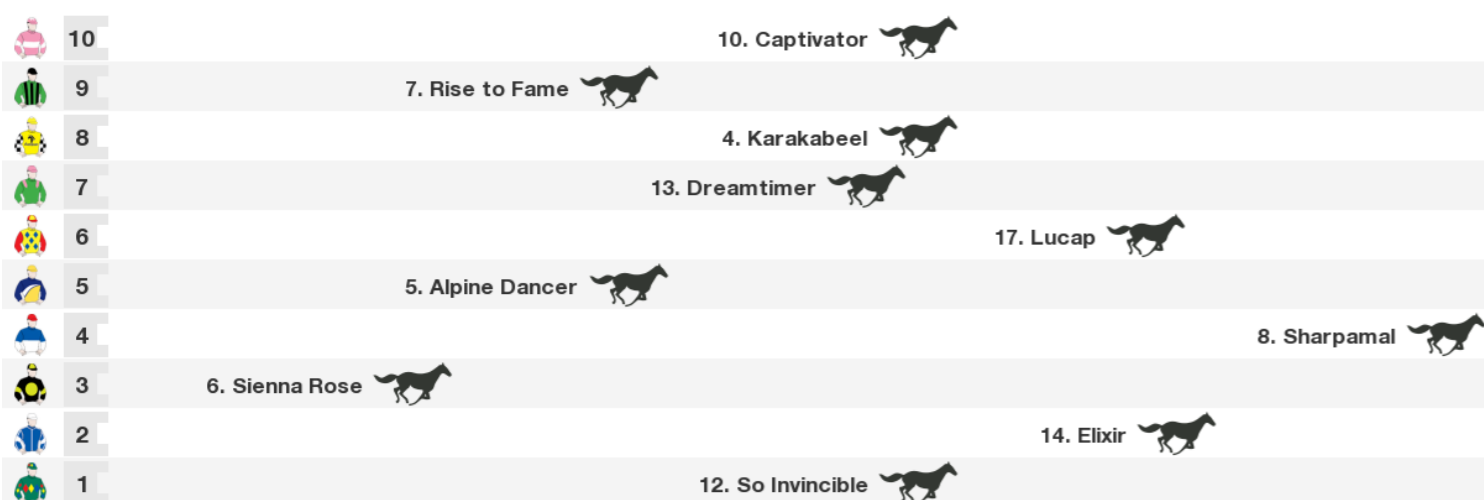 10 10. Captivator
9 7. Rise to Fame
8 4. Karakabeel
7 13. Dreamtimer
6 17. Lucap
5 5. Alpine Dancer
4 8. Sharpamal
3 6. Sienna Rose
2 14. Elixir
1 12. So Invincible